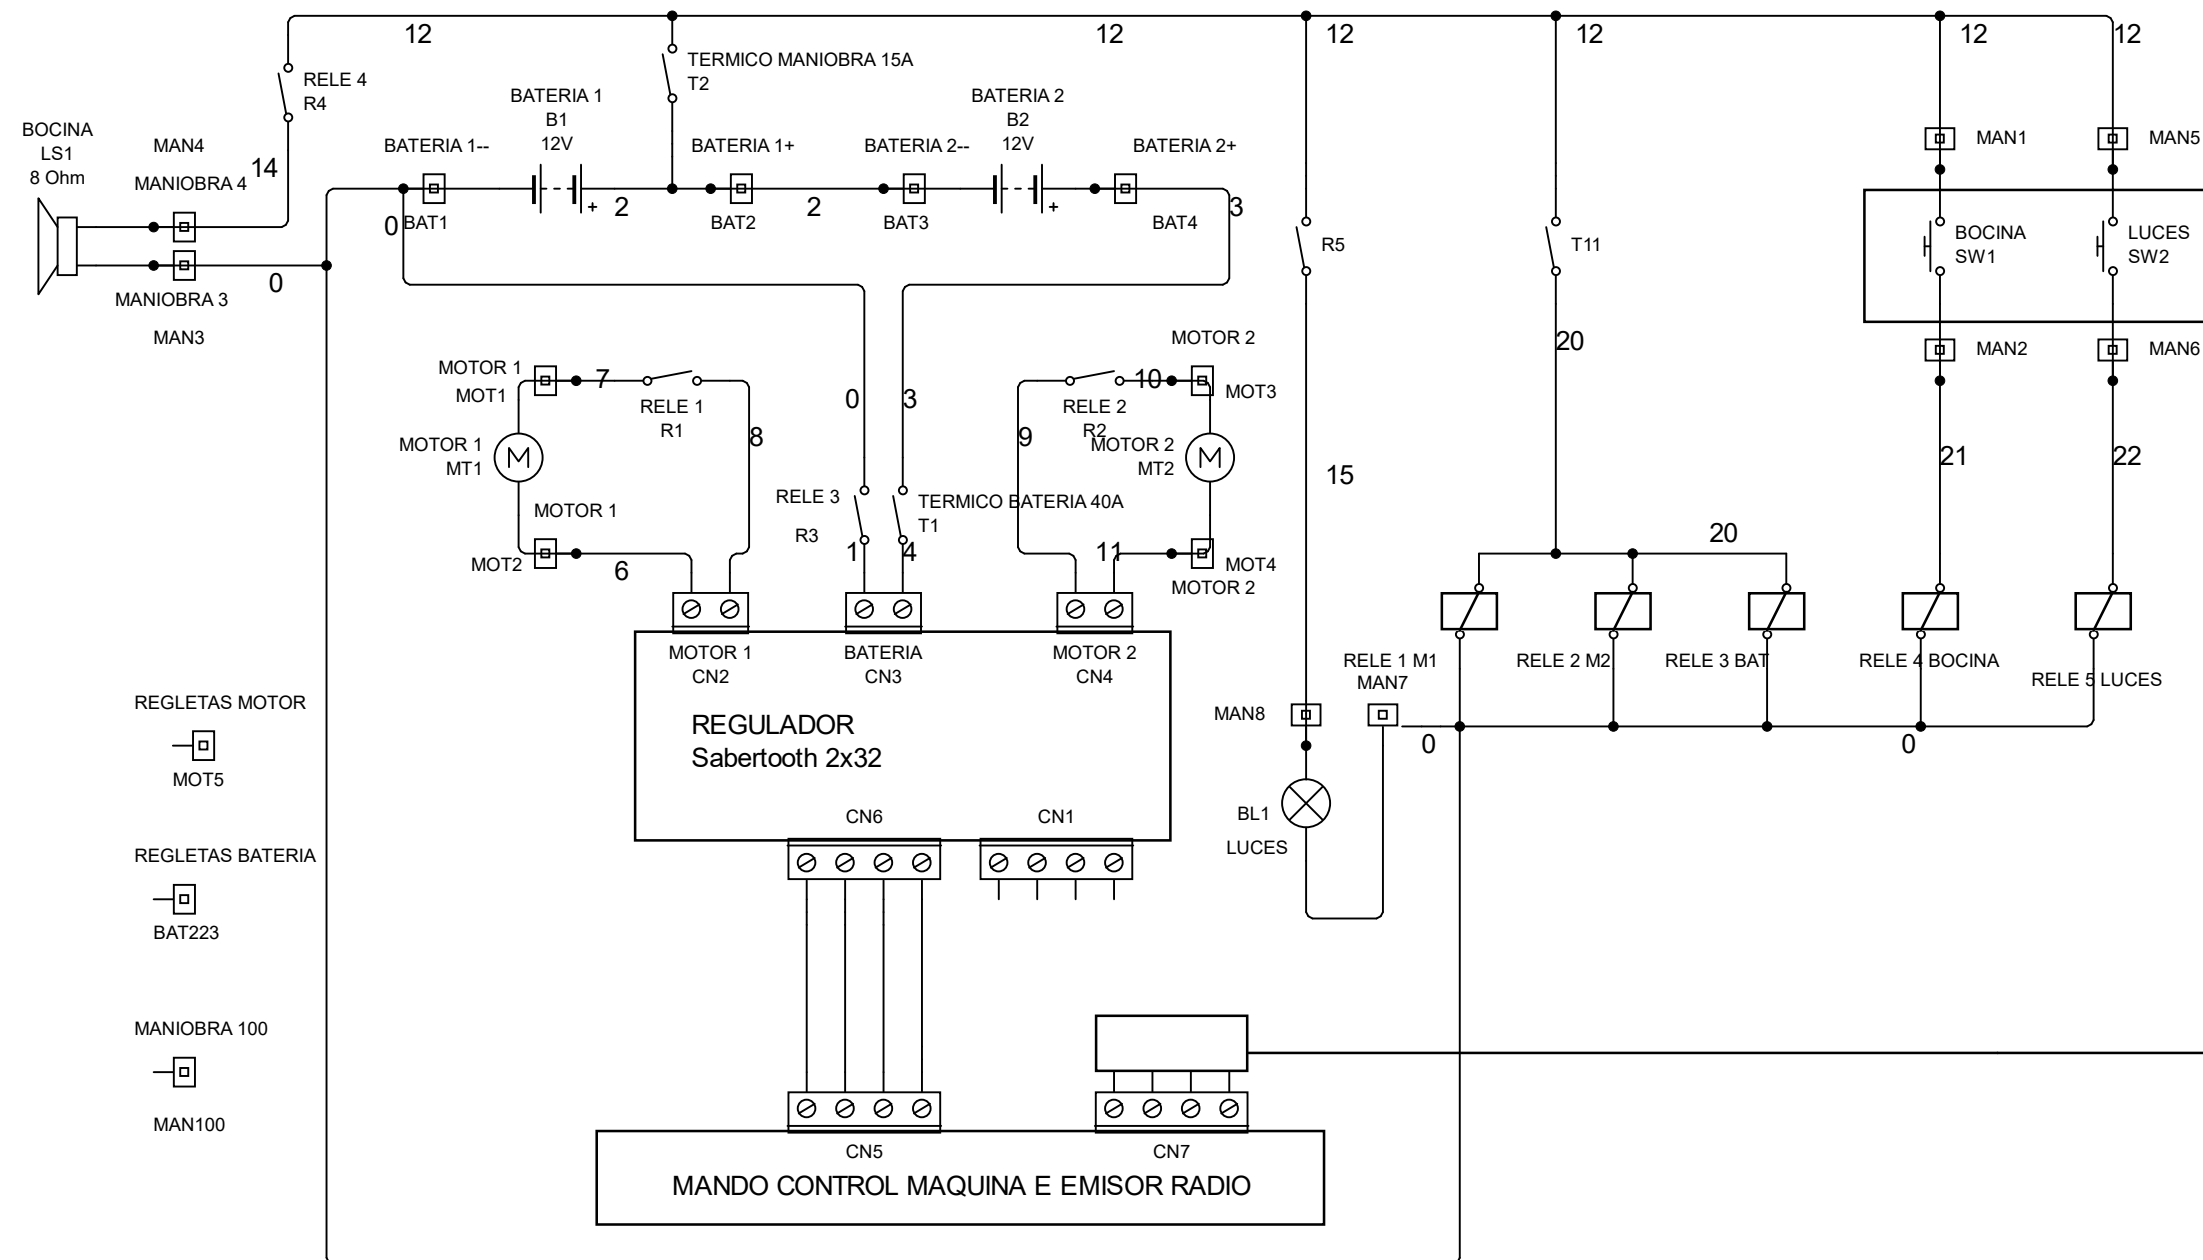 12
12
12
12
12
12
RELE 4
R4
TERMICO MANIOBRA 15A
T2
BOCINA
LS1
8 Ohm
MAN4
MANIOBRA 4
14
BATERIA 1
B1
12V
BATERIA 2
B2
12V
BATERIA 1--
BATERIA 1+
BATERIA 2--
BATERIA 2+
MAN1
MAN5
+
2
2
+
3
0
BAT1
BAT2
BAT3
BAT4
R5
T11
BOCINA
SW1
LUCES
SW2
0
MANIOBRA 3
MAN3
MOTOR 2
20
MAN2
MAN6
MOTOR 1
MOT1
7
RELE 1
R1
8
0
3
9
RELE 2
R2
10
MOT3
MOTOR 1
MT1
M
MOTOR 2
MT2
M
15
21
22
RELE 3
R3
TERMICO BATERIA 40A
T1
MOTOR 1
MOT2
6
1
4
11
MOT4
MOTOR 2
20
MOTOR 1
CN2
BATERIA
CN3
MOTOR 2
CN4
RELE 1 M1
MAN7
RELE 2 M2
RELE 3 BAT
RELE 4 BOCINA
RELE 5 LUCES
REGLETAS MOTOR
MOT5
REGULADOR
Sabertooth 2x32
MAN8
0
0
CN6
CN1
BL1
LUCES
REGLETAS BATERIA
BAT223
MANIOBRA 100
MAN100
CN5
CN7
MANDO CONTROL MAQUINA E EMISOR RADIO